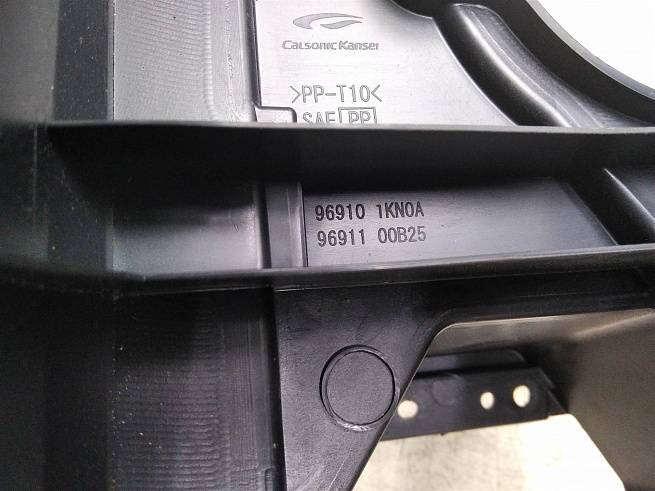 Calsonic Kansei
>PP-T10<
SAE PP
96910 1KN0A
96911 00B25